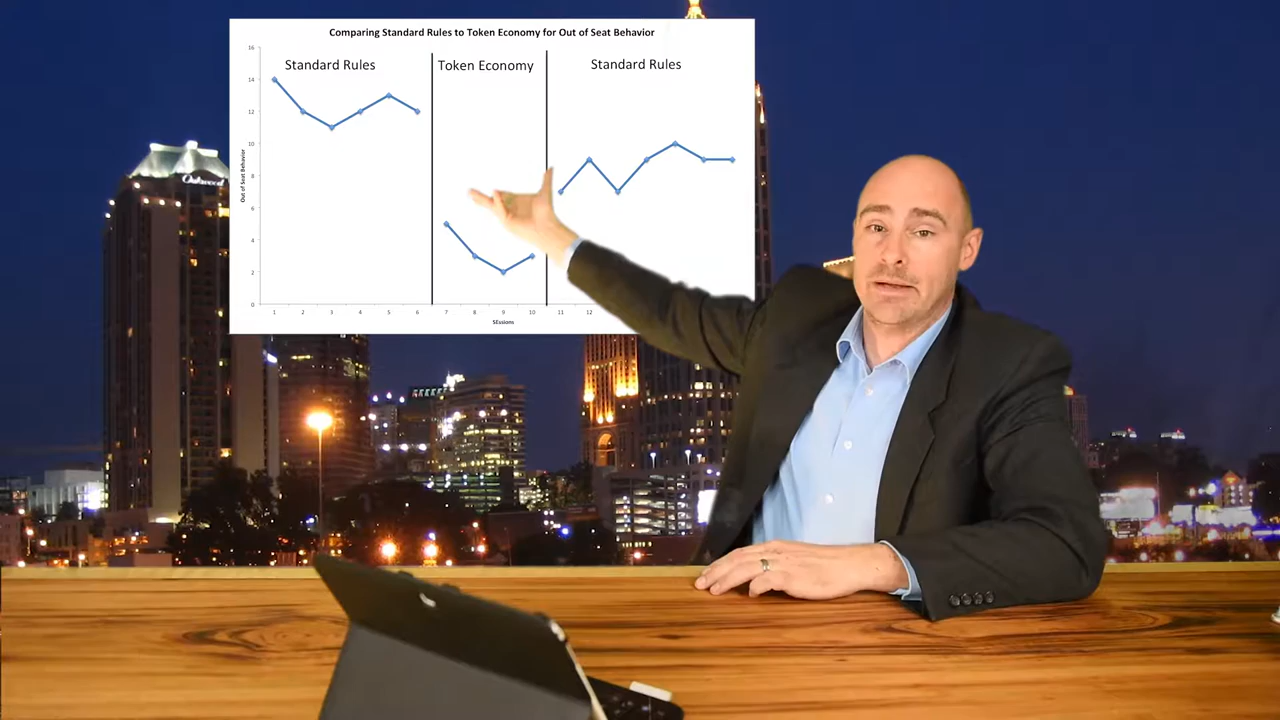 Comparing Standard Rules to Token Economy for Out of Seat Behavior
Standard Rules
Token Economy
Standard Rules
16
14
12
10
8
6
4
2
0
Out of Seat Behavior
1 2 3 4 5 6 7 8 9 10 11 12
SEssions
Oakwood